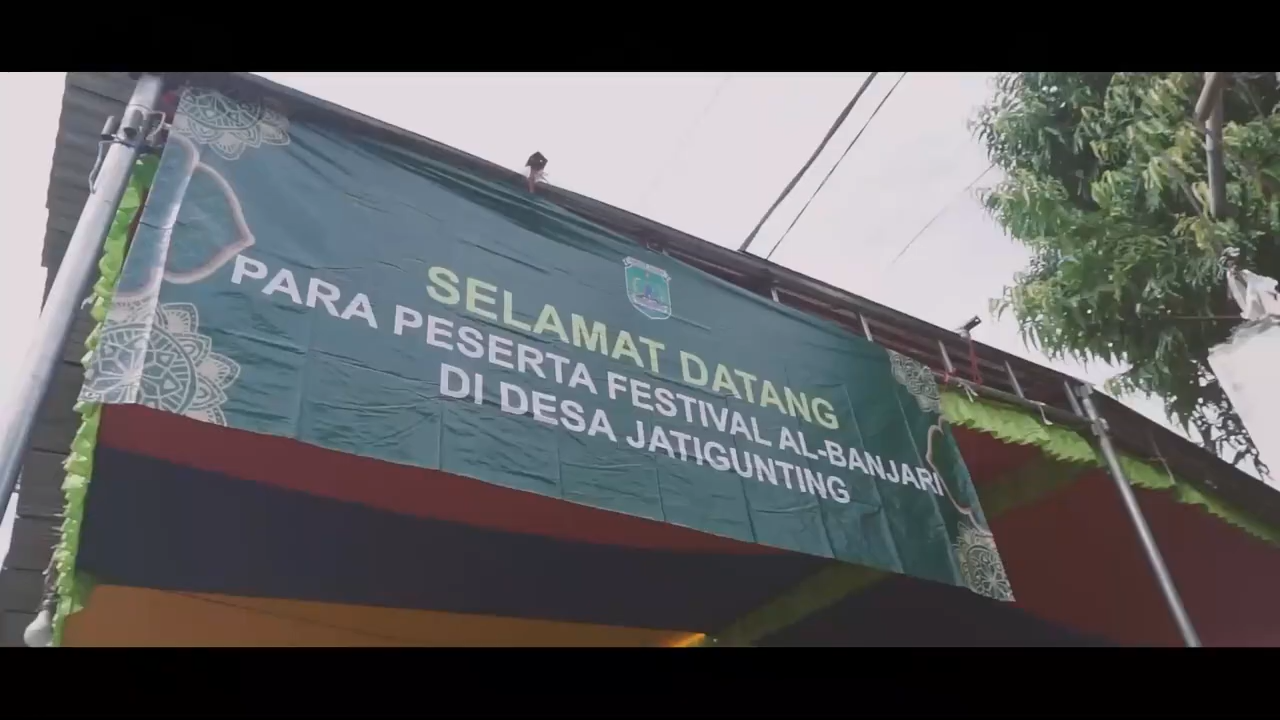 SELAMAT DATANG
PARA PESERTA FESTIVAL AL-BANJARI
DI DESA JATIGUNTING